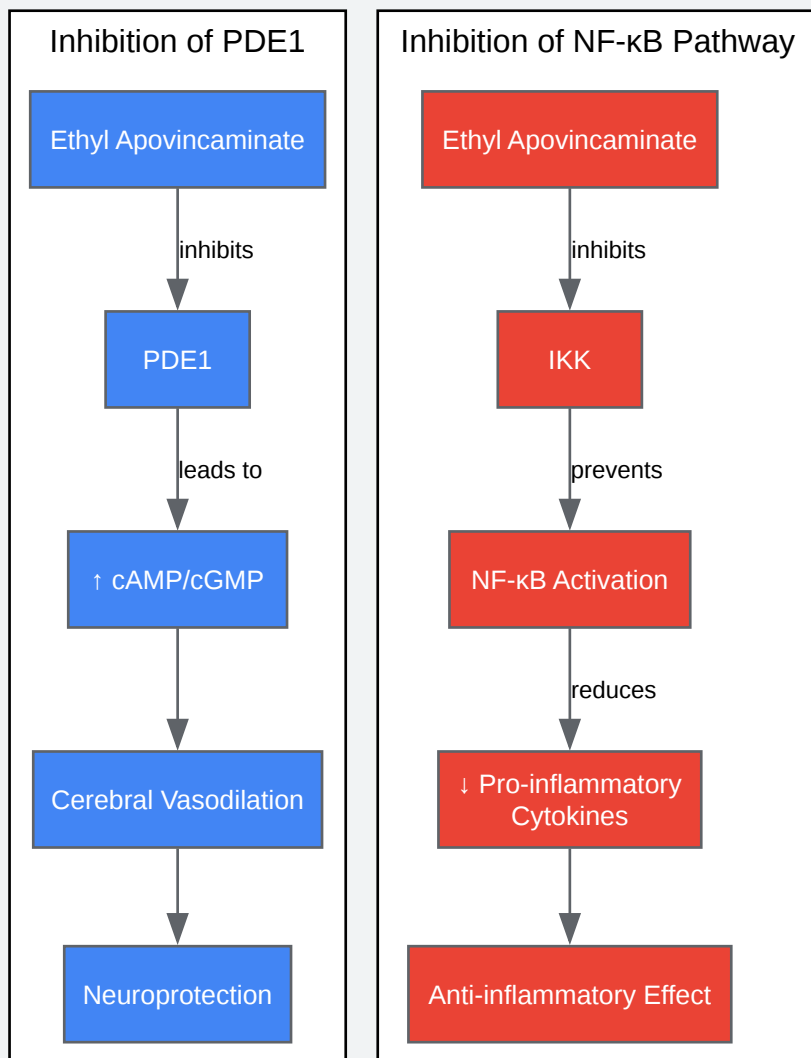 Inhibition of PDE1
Ethyl Apovincaminate
inhibits
PDE1
leads to
↑ cAMP/cGMP
Cerebral Vasodilation
Neuroprotection
Inhibition of NF-κB Pathway
Ethyl Apovincaminate
inhibits
IKK
prevents
NF-κB Activation
reduces
↓ Pro-inflammatory
Cytokines
Anti-inflammatory Effect